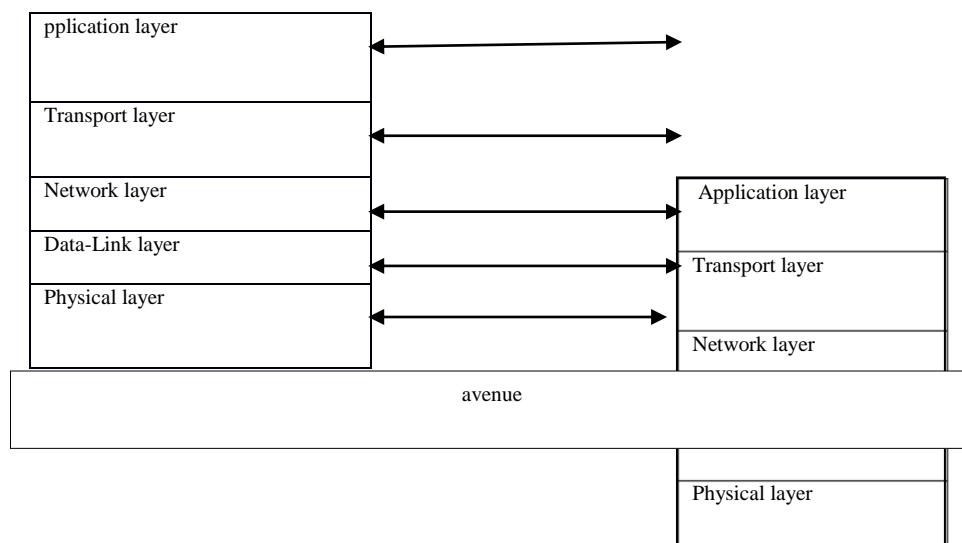 pplication layer
Transport layer
Network layer
Data-Link layer
Physical layer
Application layer
Transport layer
Network layer
avenue
Physical layer